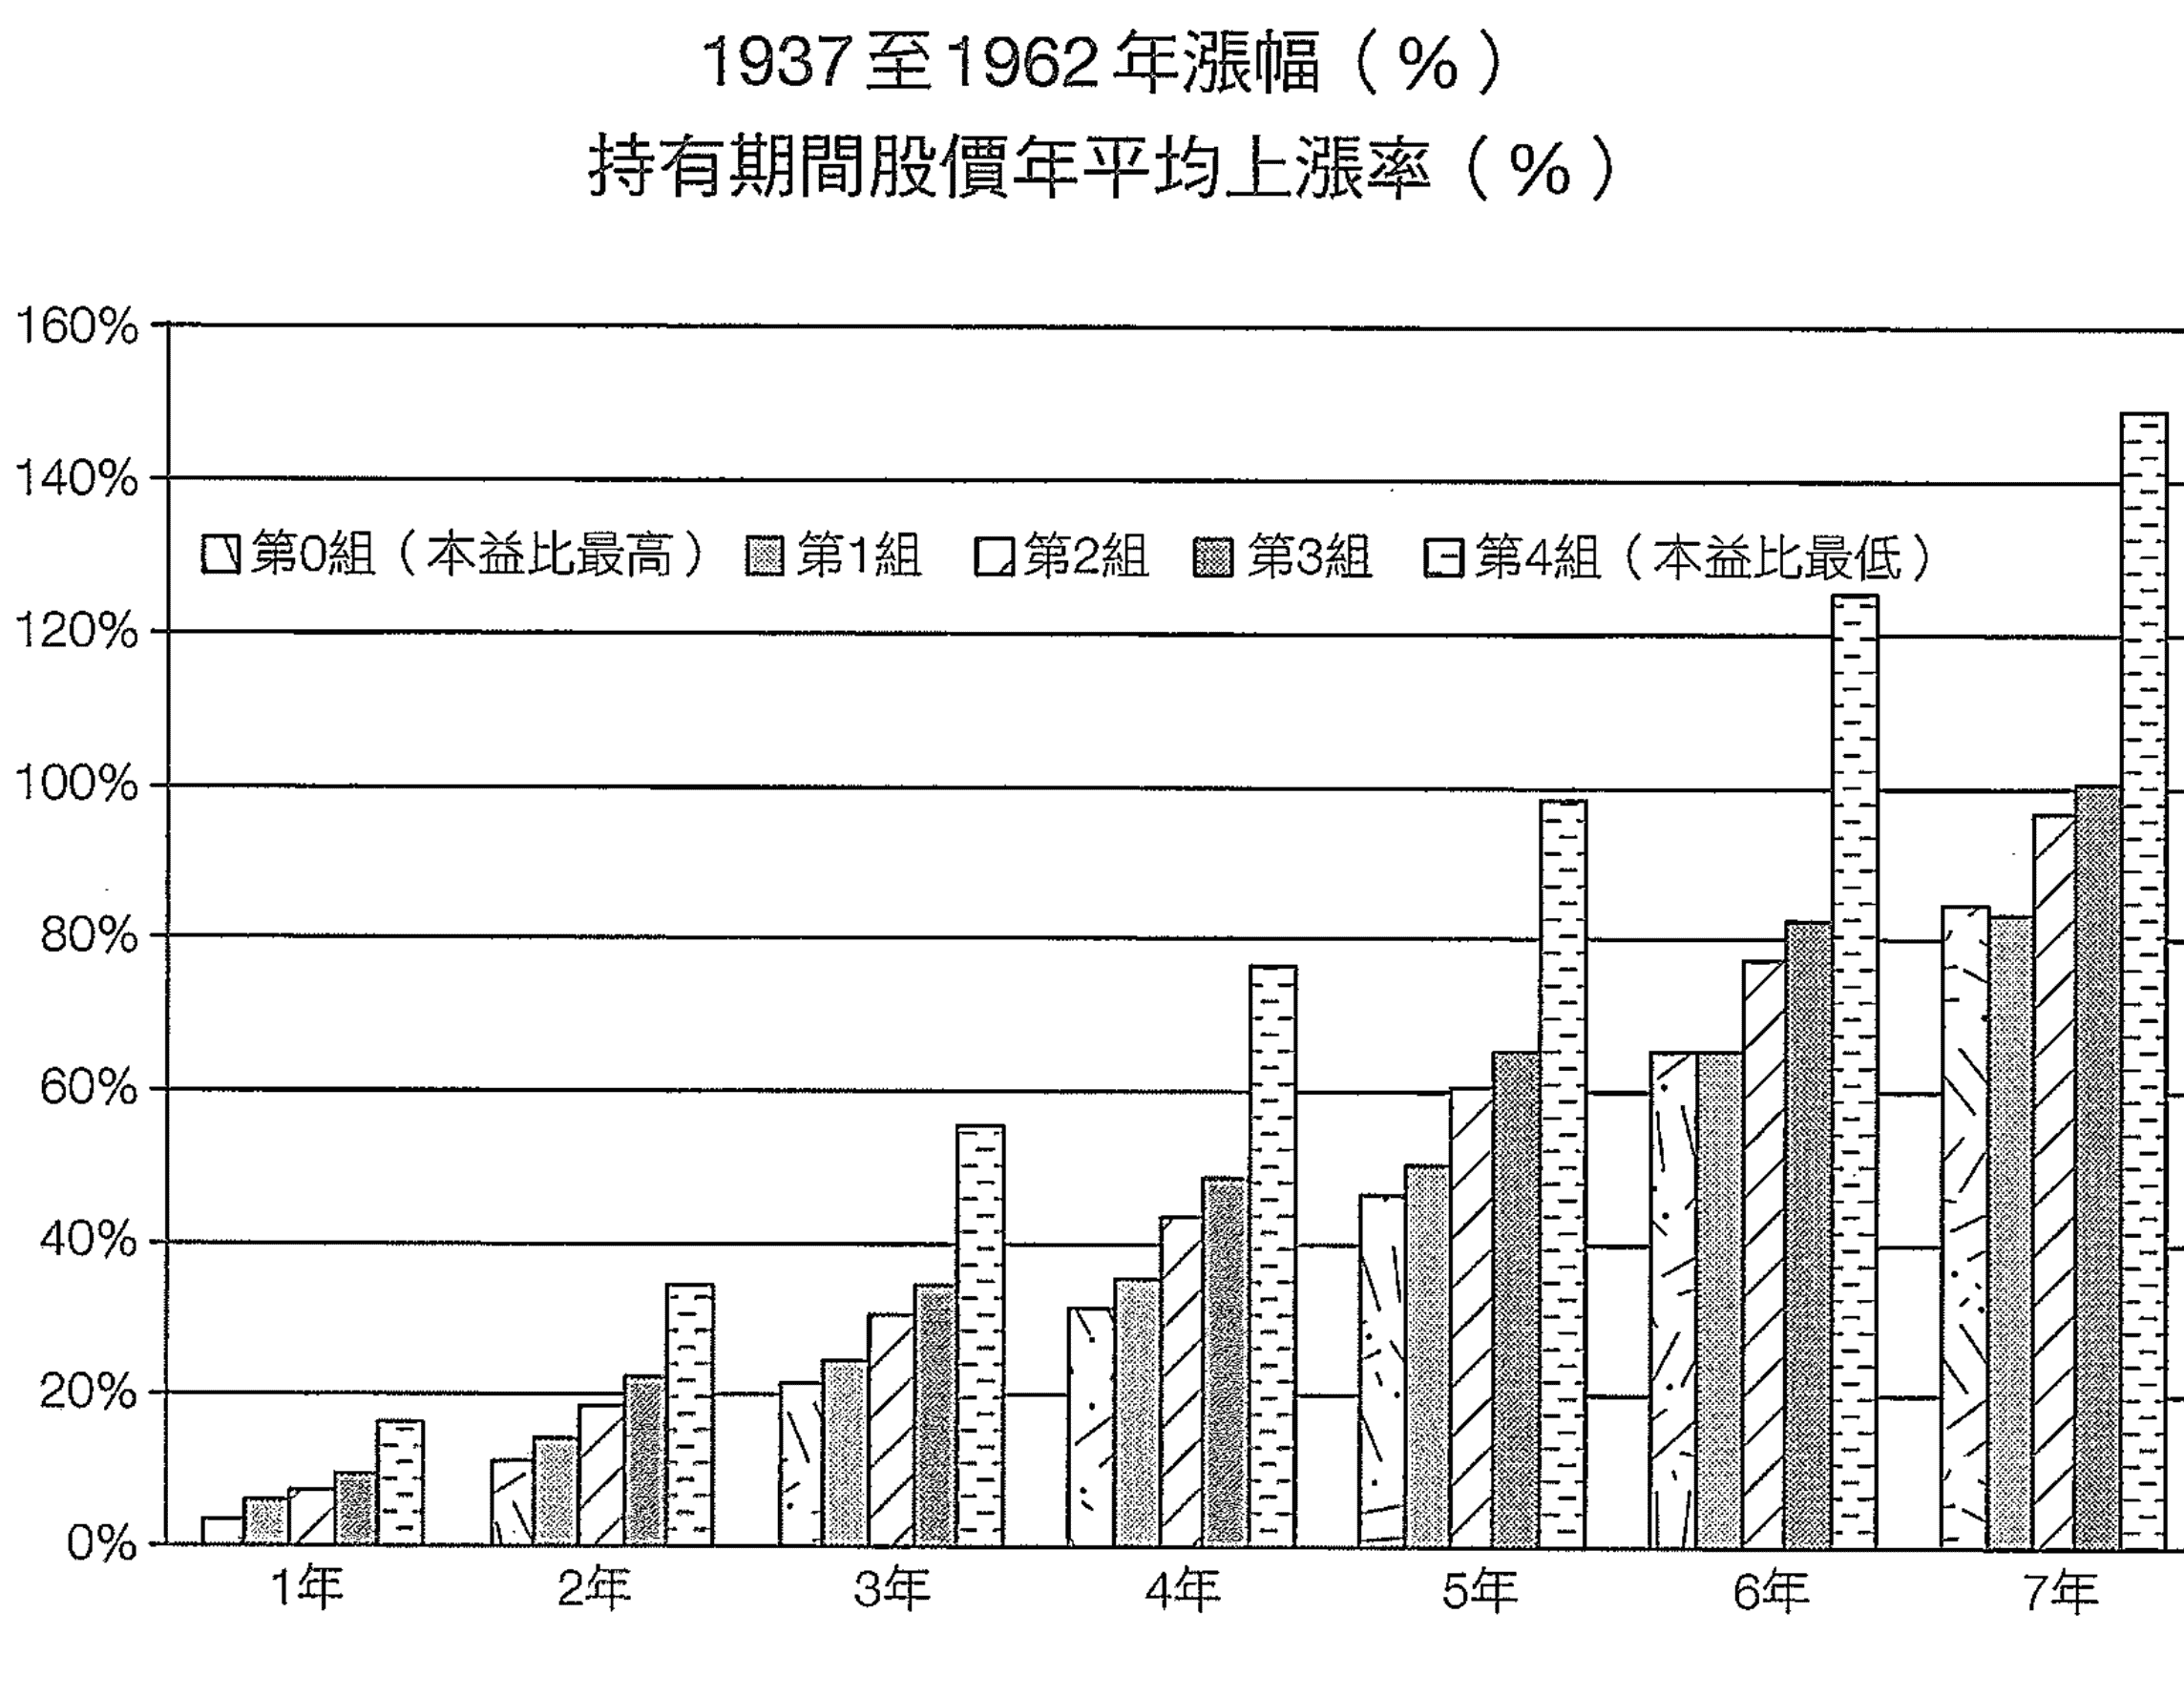 1937至1962年漲幅（%）
持有期間股價年平均上漲率（%）
160%
140%
第0組（本益比最高） 第1組 第2組 第3組 第4組（本益比最低）
120%
100%
80%
60%
40%
20%
0%
1年 2年 3年 4年 5年 6年 7年